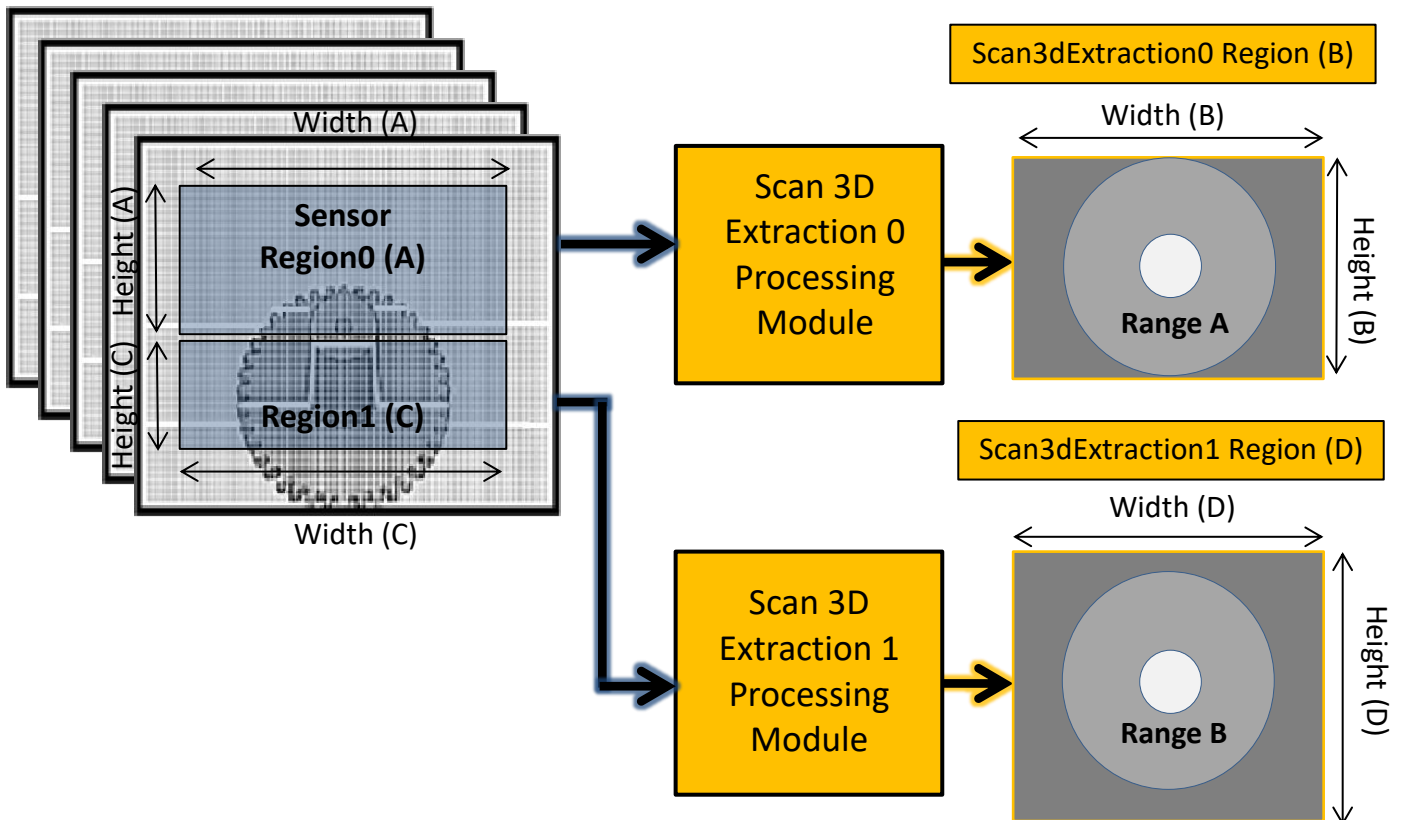 Width (A)
Height (A)
Sensor
Region0 (A)
Height (C)
Region1 (C)
Width (C)
Scan 3D
Extraction 0
Processing
Module
Scan3dExtraction0 Region (B)
Width (B)
Height (B)
Range A
Scan 3D
Extraction 1
Processing
Module
Scan3dExtraction1 Region (D)
Width (D)
Height (D)
Range B